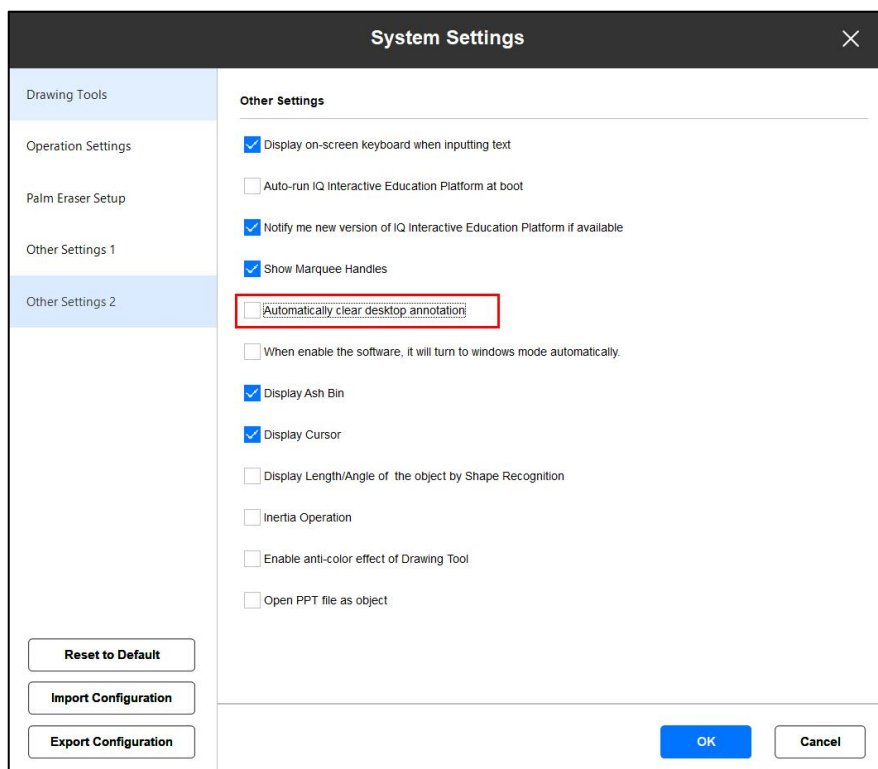 System Settings
Drawing Tools
Operation Settings
Palm Eraser Setup
Other Settings 1
Other Settings 2
Reset to Default
Import Configuration
Export Configuration
Other Settings
Display on-screen keyboard when inputting text
Auto-run IQ Interactive Education Platform at boot
Notify me new version of IQ Interactive Education Platform if available
Show Marquee Handles
Automatically clear desktop annotation
When enable the software, it will turn to windows mode automatically.
Display Ash Bin
Display Cursor
Display Length/Angle of the object by Shape Recognition
Inertia Operation
Enable anti-color effect of Drawing Tool
Open PPT file as object
OK
Cancel